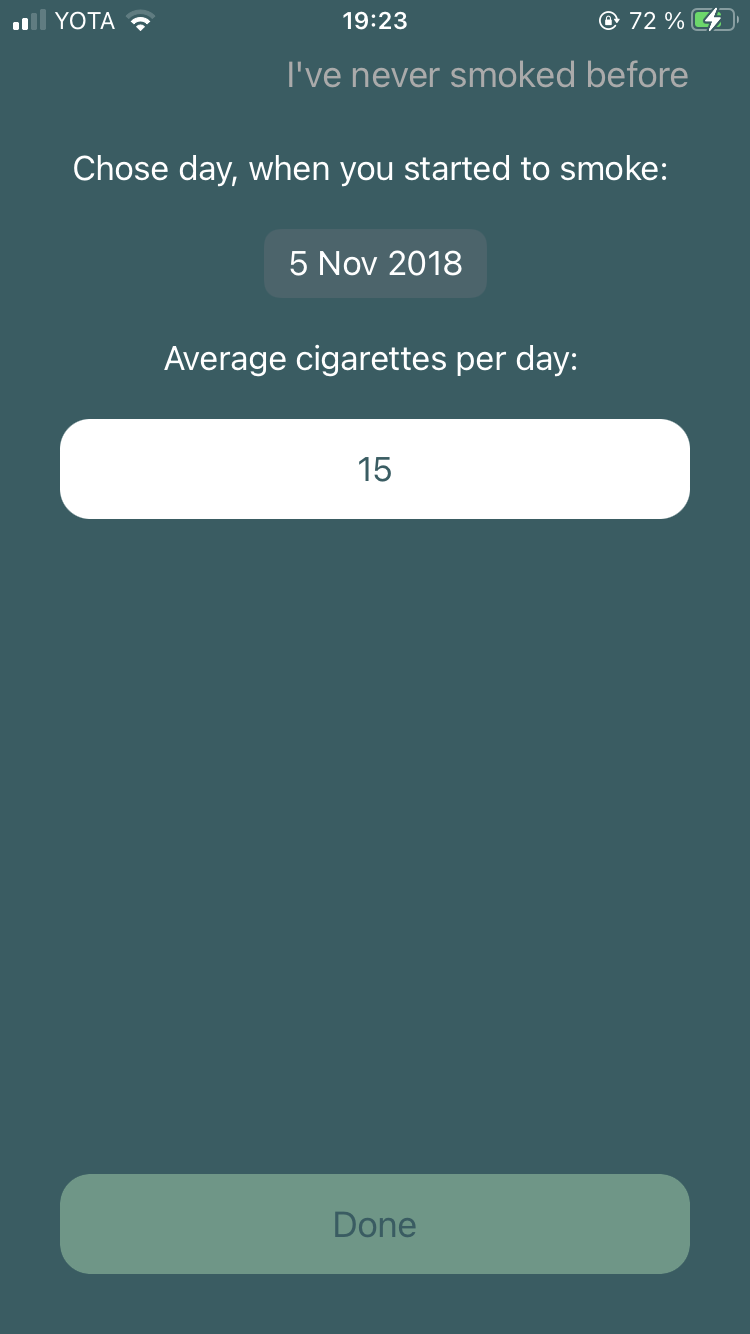 YOTA 19:23 72 %
I've never smoked before
Chose day, when you started to smoke:
5 Nov 2018
Average cigarettes per day:
15
Done